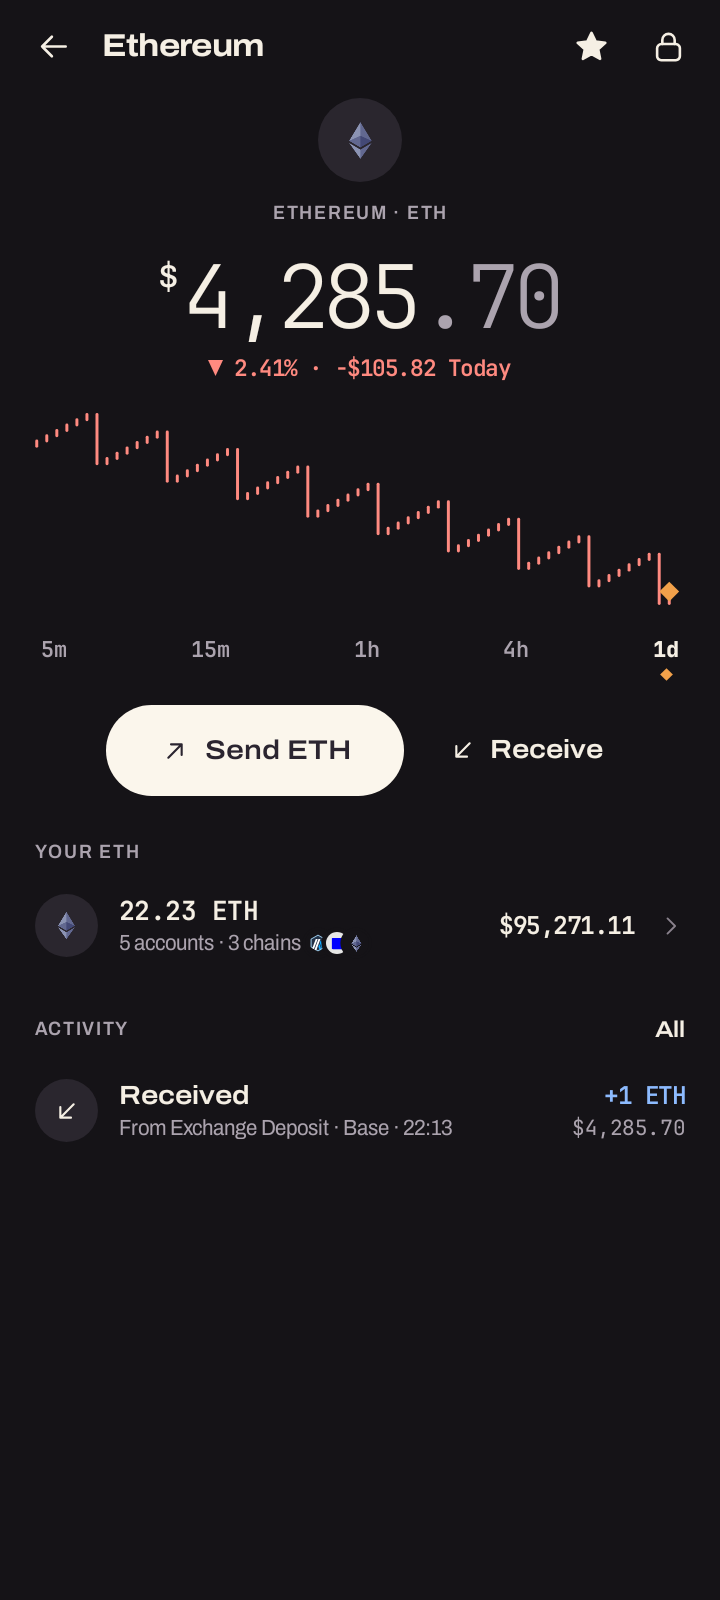 Ethereum
ETHEREUM · ETH
$4,285.70
▼ 2.41% · -$105.82 Today
5m 15m 1h 4h 1d
Send ETH Receive
YOUR ETH
22.23 ETH
5 accounts · 3 chains
$95,271.11
ACTIVITY All
Received +1 ETH
From Exchange Deposit · Base · 22:13 $4,285.70